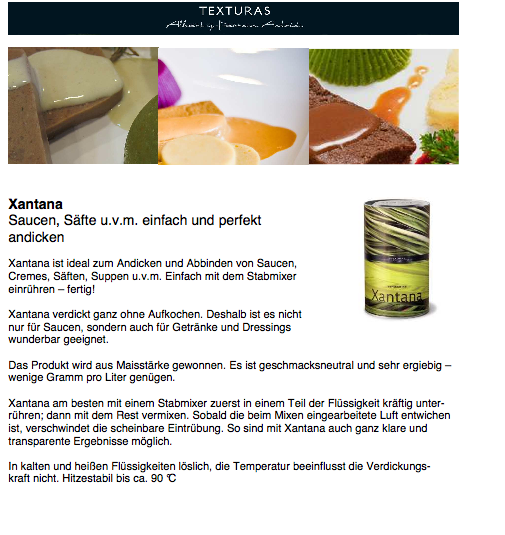 TEXTURAS
Albert y Ferran Adrià
Xantana
Saucen, Säfte u.v.m. einfach und perfekt
andicken
Xantana ist ideal zum Andicken und Abbinden von Saucen,
Cremes, Säften, Suppen u.v.m. Einfach mit dem Stabmixer
einrühren – fertig!
Xantana verdickt ganz ohne Aufkochen. Deshalb ist es nicht
nur für Saucen, sondern auch für Getränke und Dressings
wunderbar geeignet.
Das Produkt wird aus Maisstärke gewonnen. Es ist geschmacksneutral und sehr ergiebig –
wenige Gramm pro Liter genügen.
Xantana am besten mit einem Stabmixer zuerst in einem Teil der Flüssigkeit kräftig unter-
rühren; dann mit dem Rest vermixen. Sobald die beim Mixen eingearbeitete Luft entwichen
ist, verschwindet die scheinbare Eintrübung. So sind mit Xantana auch ganz klare und
transparente Ergebnisse möglich.
In kalten und heißen Flüssigkeiten löslich, die Temperatur beeinflusst die Verdickungs-
kraft nicht. Hitzestabil bis ca. 90 °C
Xantana